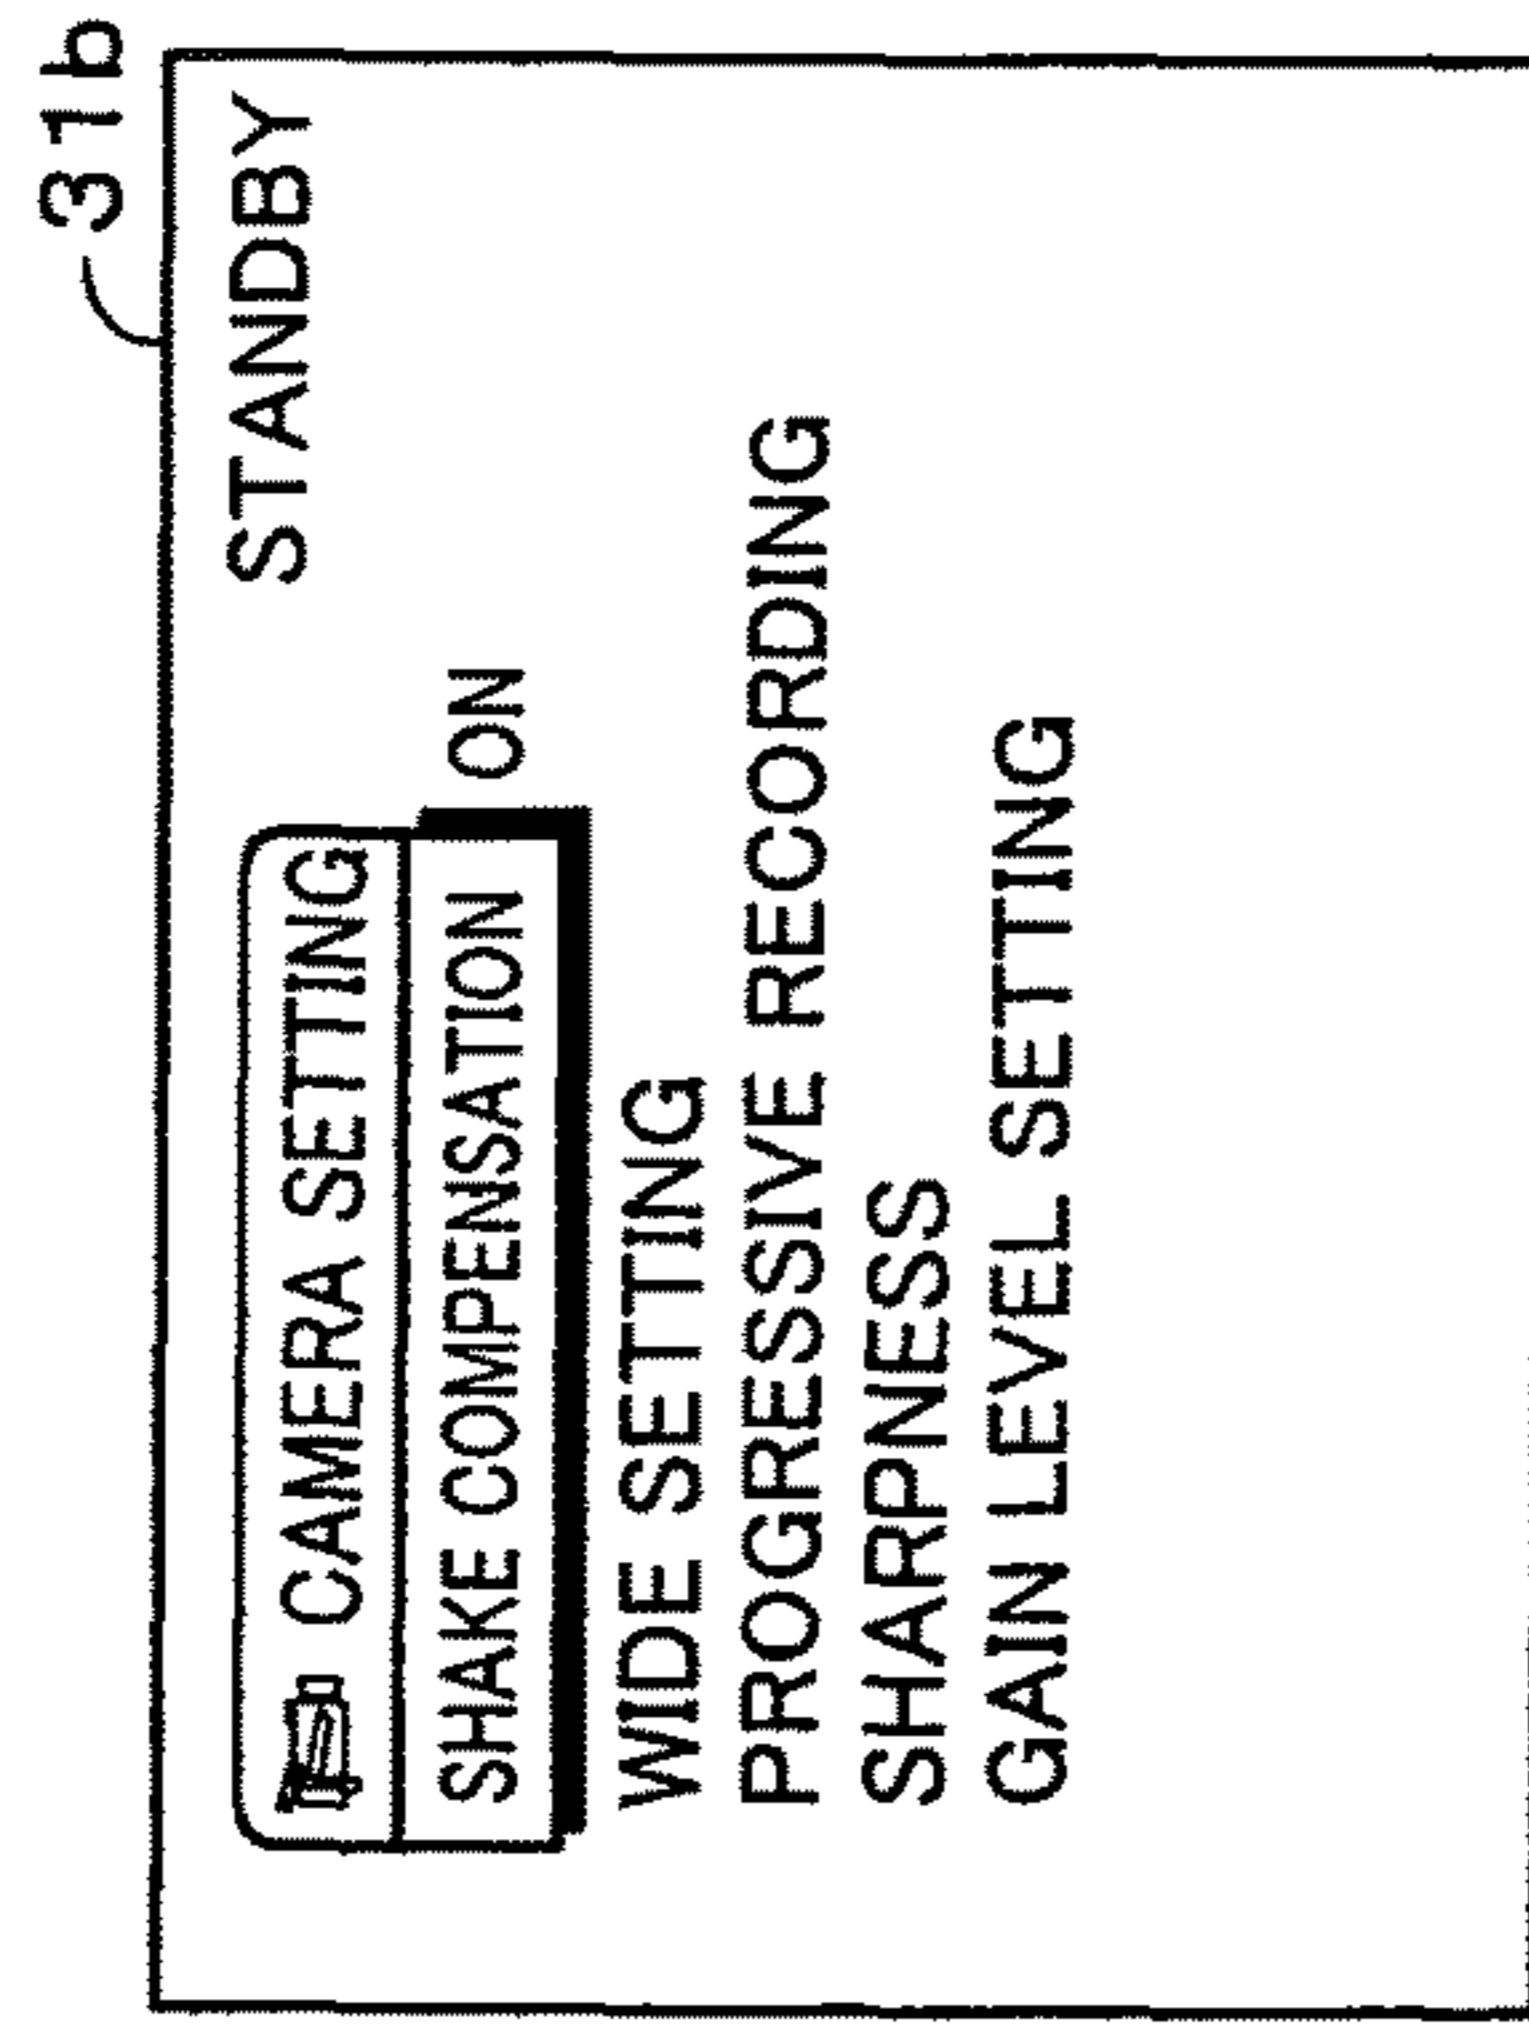 31b
STANDBY
CAMERA SETTING
SHAKE COMPENSATION ON
WIDE SETTING
PROGRESSIVE RECORDING
SHARPNESS
GAIN LEVEL SETTING